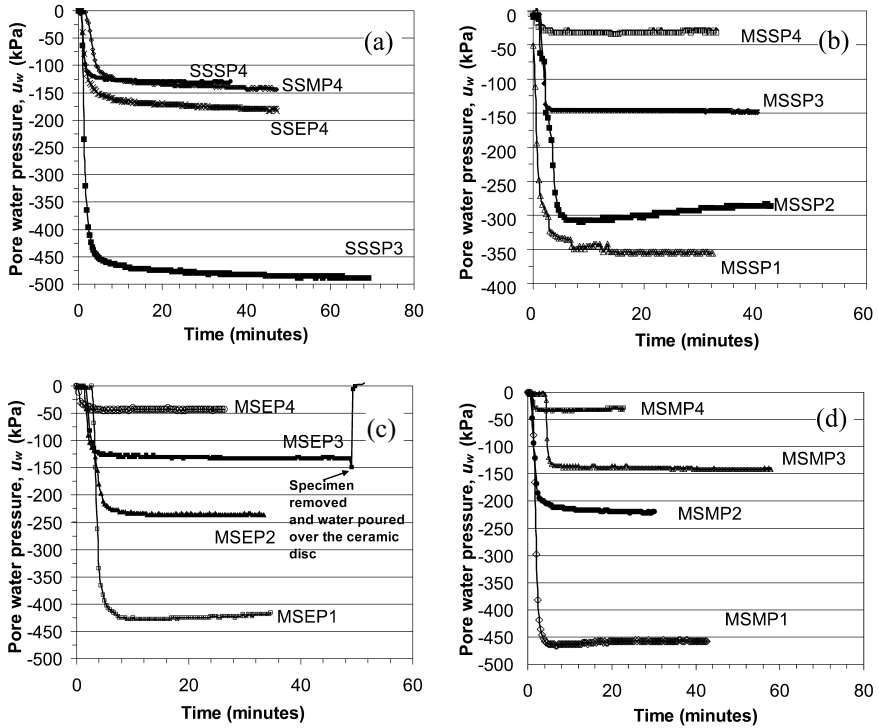 (a)
Pore water pressure, uw (kPa)
0
-50
-100
-150
-200
-250
-300
-350
-400
-450
-500
SSSP4
SSMP4
SSEP4
SSSP3
0 20 40 60 80
Time (minutes)
(b)
Pore water pressure, uw (kPa)
0
-50
-100
-150
-200
-250
-300
-350
-400
MSSP4
MSSP3
MSSP2
MSSP1
0 20 40 60
Time (minutes)
(c)
Pore water pressure, uw (kPa)
0
-50
-100
-150
-200
-250
-300
-350
-400
-450
-500
MSEP4
MSEP3
Specimen
removed
and water poured
over the ceramic
disc
MSEP2
MSEP1
0 20 40 60
Time (minutes)
(d)
Pore water pressure, uw (kPa)
0
-50
-100
-150
-200
-250
-300
-350
-400
-450
-500
MSMP4
MSMP3
MSMP2
MSMP1
0 20 40 60 80
Time (minutes)